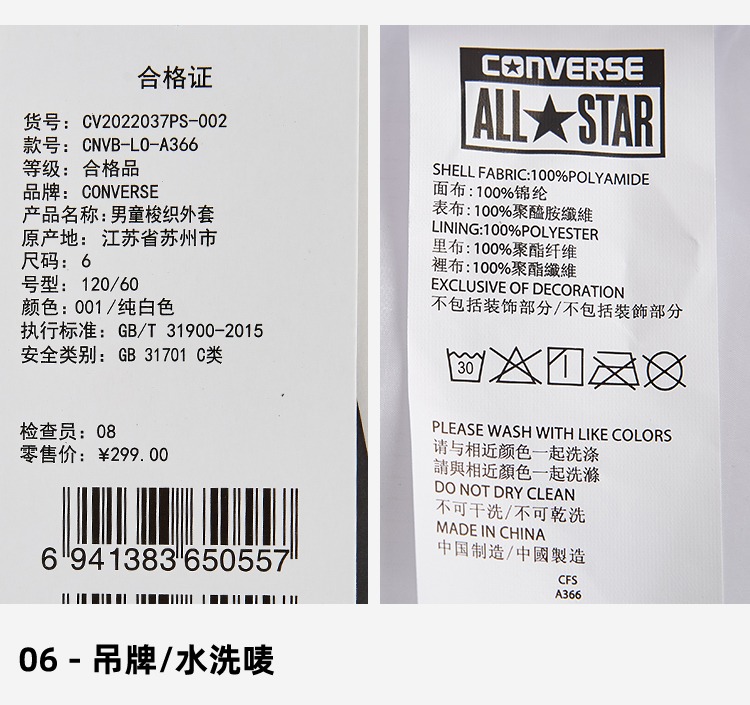 合格证
货号: CV2022037PS-002
款号: CNVB-LO-A366
等级: 合格品
品牌: CONVERSE
产品名称: 男童梭织外套
原产地: 江苏省苏州市
尺码: 6
号型: 120/60
颜色: 001/纯白色
执行标准: GB/T 31900-2015
安全类别: GB 31701 C类
检查员: 08
零售价: ¥299.00
6 941383 650557
CONVERSE
ALL★STAR
SHELL FABRIC:100%POLYAMIDE
面布:100%锦纶
表布:100%聚醯胺纖維
LINING:100%POLYESTER
里布:100%聚酯纤维
裡布:100%聚酯纖維
EXCLUSIVE OF DECORATION
不包括装饰部分/不包括裝飾部分
30
PLEASE WASH WITH LIKE COLORS
请与相近颜色一起洗涤
請與相近顏色一起洗滌
DO NOT DRY CLEAN
不可干洗/不可乾洗
MADE IN CHINA
中国制造/中國製造
CFS
A366
06 - 吊牌/水洗唛